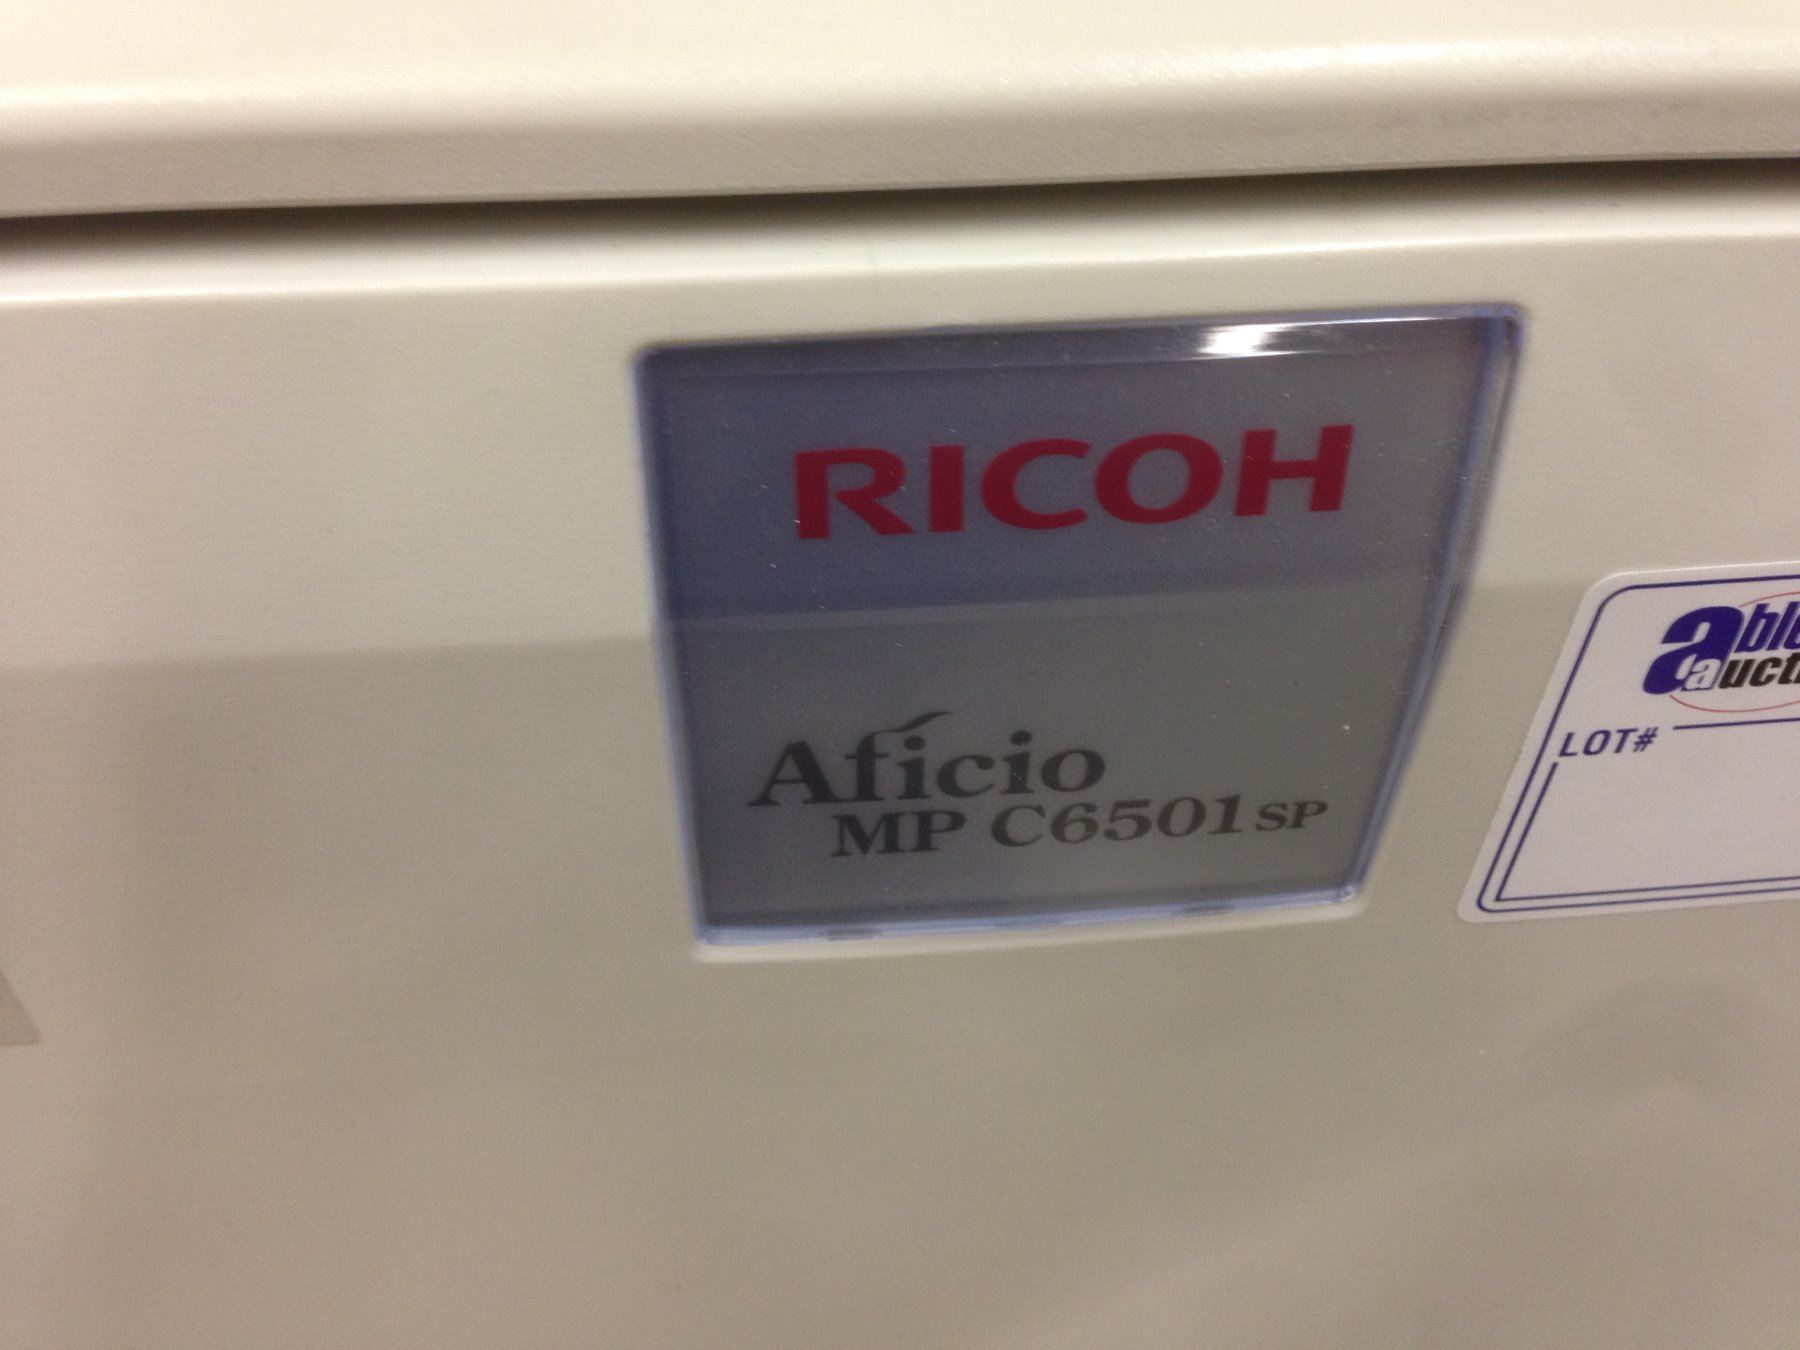 RICOH
Aficio
MP C6501SP
LOT#